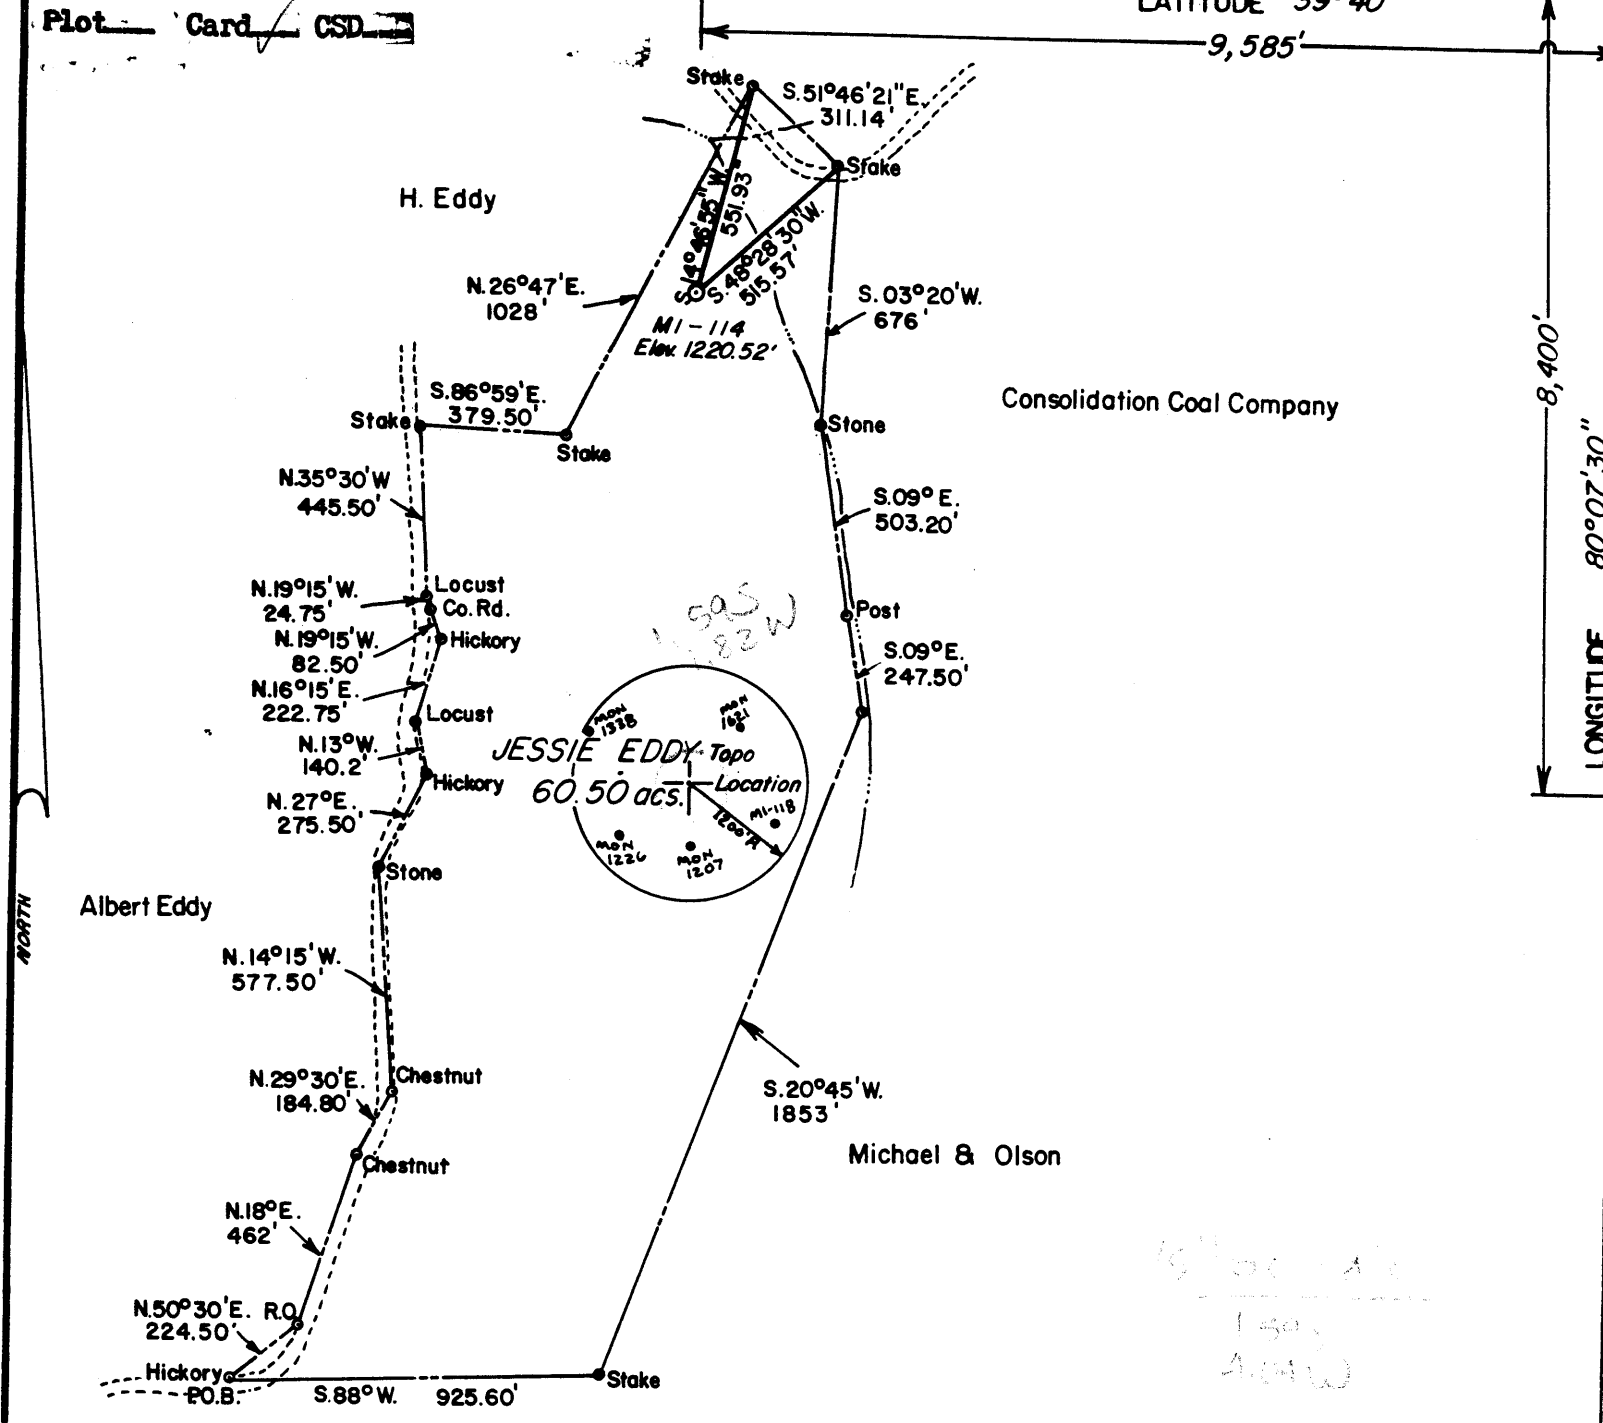 Plot Card CSD
LATITUDE 39°40'
9,585'
Stake
S.51°46'21"E.
311.14'
Stake
H. Eddy
S.14°46'55"W.
551.93'
S.48°28'30"W.
515.57'
N.26°47'E.
1028'
M1-114
Elev. 1220.52'
S.03°20'W.
676'
8,400'
LONGITUDE 80°07'30"
Consolidation Coal Company
S.86°59'E.
379.50'
Stake
Stake
Stone
N.35°30'W
445.50'
S.09°E.
503.20'
N.19°15'W.
24.75'
Locust
Co. Rd.
N.19°15'W.
82.50'
Hickory
Post
S.09°E.
247.50'
N.16°15'E.
222.75'
Locust
MON
1338
MON
1621
N.13°W.
140.2'
JESSIE EDDY
60.50 acs.
Topo
Location
Hickory
N.27°E.
275.50'
1200'R
M1-118
MON
1226
MON
1207
Stone
NORTH
Albert Eddy
N.14°15'W.
577.50'
N.29°30'E.
184.80'
Chestnut
S.20°45'W.
1853'
Michael & Olson
Chestnut
N.18°E.
462'
N.50°30'E.
224.50'
R.O.
Hickory
P.O.B.
S.88°W. 925.60'
Stake